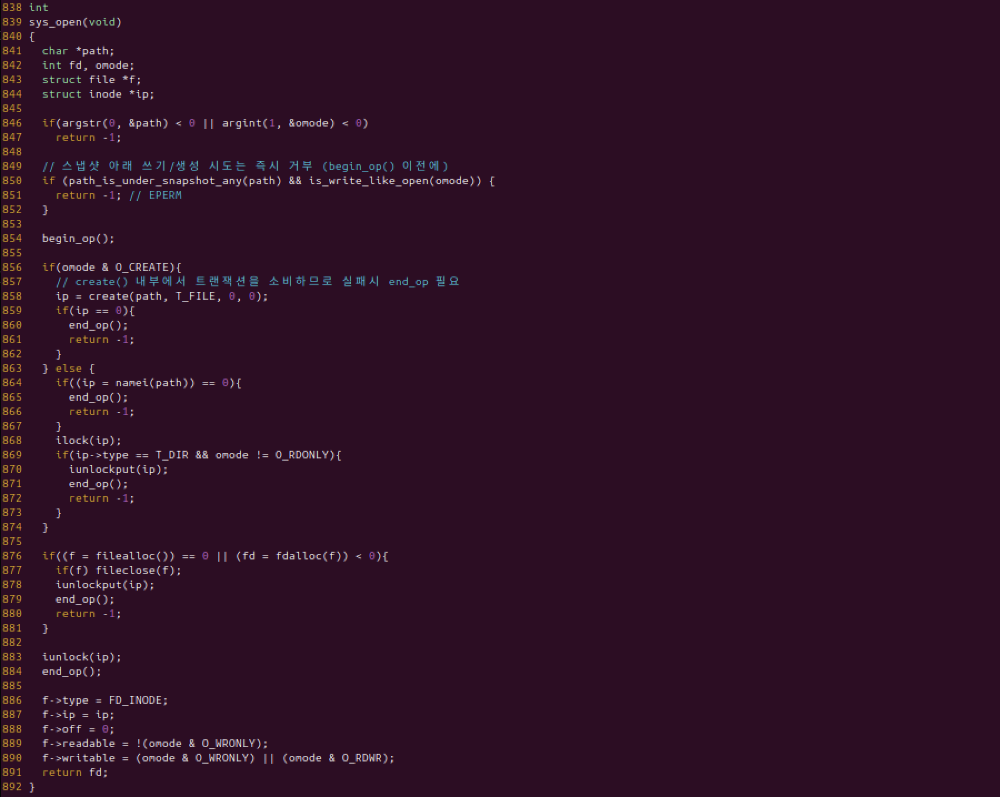 838 int
839 sys_open(void)
840 {
841   char *path;
842   int fd, omode;
843   struct file *f;
844   struct inode *ip;
845
846   if(argstr(0, &path) < 0 || argint(1, &omode) < 0)
847     return -1;
848
849   // 스냅샷 아래 쓰기/생성 시도는 즉시 거부 (begin_op() 이전에)
850   if (path_is_under_snapshot_any(path) && is_write_like_open(omode)) {
851     return -1; // EPERM
852   }
853
854   begin_op();
855
856   if(omode & O_CREATE){
857     // create() 내부에서 트랜잭션을 소비하므로 실패시 end_op 필요
858     ip = create(path, T_FILE, 0, 0);
859     if(ip == 0){
860       end_op();
861       return -1;
862     }
863   } else {
864     if((ip = namei(path)) == 0){
865       end_op();
866       return -1;
867     }
868     ilock(ip);
869     if(ip->type == T_DIR && omode != O_RDONLY){
870       iunlockput(ip);
871       end_op();
872       return -1;
873     }
874   }
875
876   if((f = filealloc()) == 0 || (fd = fdalloc(f)) < 0){
877     if(f) fileclose(f);
878     iunlockput(ip);
879     end_op();
880     return -1;
881   }
882
883   iunlock(ip);
884   end_op();
885
886   f->type = FD_INODE;
887   f->ip = ip;
888   f->off = 0;
889   f->readable = !(omode & O_WRONLY);
890   f->writable = (omode & O_WRONLY) || (omode & O_RDWR);
891   return fd;
892 }